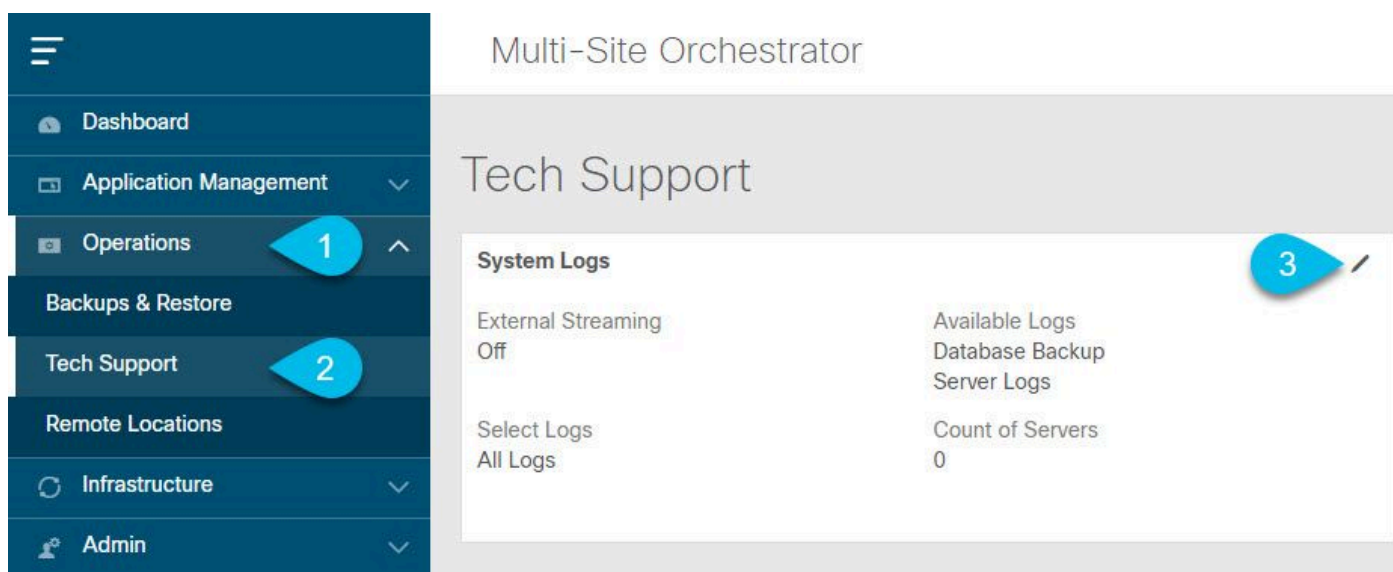 Multi-Site Orchestrator
Dashboard
Application Management
Operations
1
Backups & Restore
Tech Support
2
Remote Locations
Infrastructure
Admin
Tech Support
System Logs
3
External Streaming
Off
Available Logs
Database Backup
Server Logs
Select Logs
All Logs
Count of Servers
0